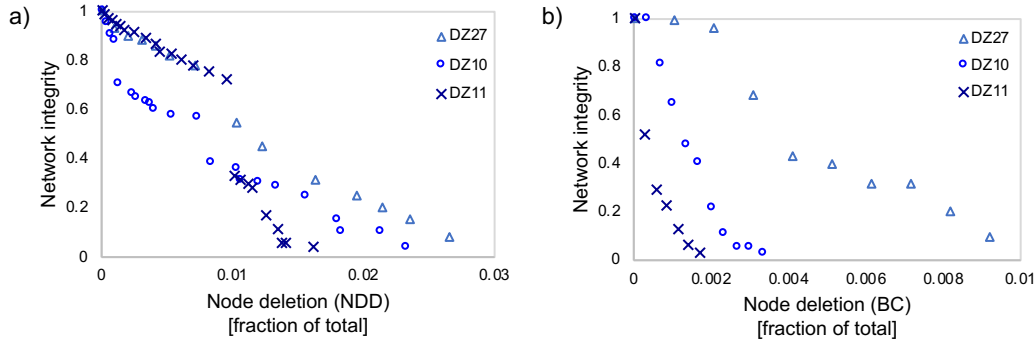 a)
1
0.8
0.6
0.4
0.2
0
Network integrity
0
0.01
0.02
0.03
Node deletion (NDD)
[fraction of total]
DZ27
DZ10
DZ11
b)
1
0.8
0.6
0.4
0.2
0
Network integrity
0
0.002
0.004
0.006
0.008
0.01
Node deletion (BC)
[fraction of total]
DZ27
DZ10
DZ11